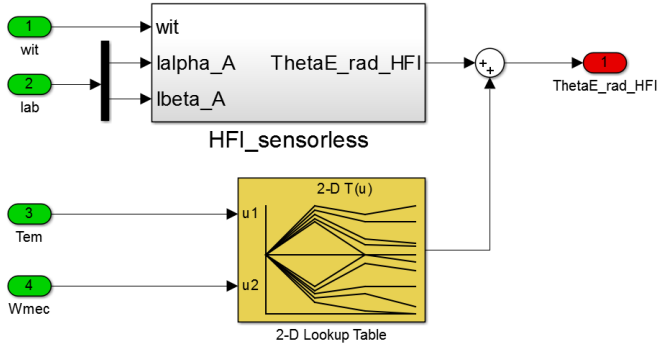 1
wit
2
Iab
wit
Ialpha_A
Ibeta_A
ThetaE_rad_HFI
HFI_sensorless
+
+
1
ThetaE_rad_HFI
3
Tem
4
Wmec
2-D T(u)
u1
u2
2-D Lookup Table